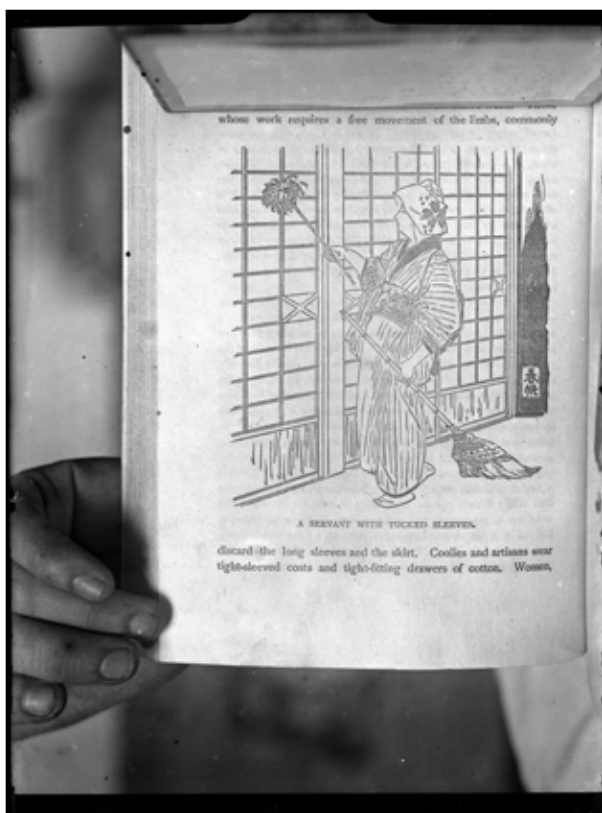 whose work requires a free movement of the limbs, commonly
A SERVANT WITH TUCKED SLEEVES.
discard the long sleeves and the skirt. Coolies and artisans wear
tight-sleeved coats and tight-fitting drawers of cotton. Women,